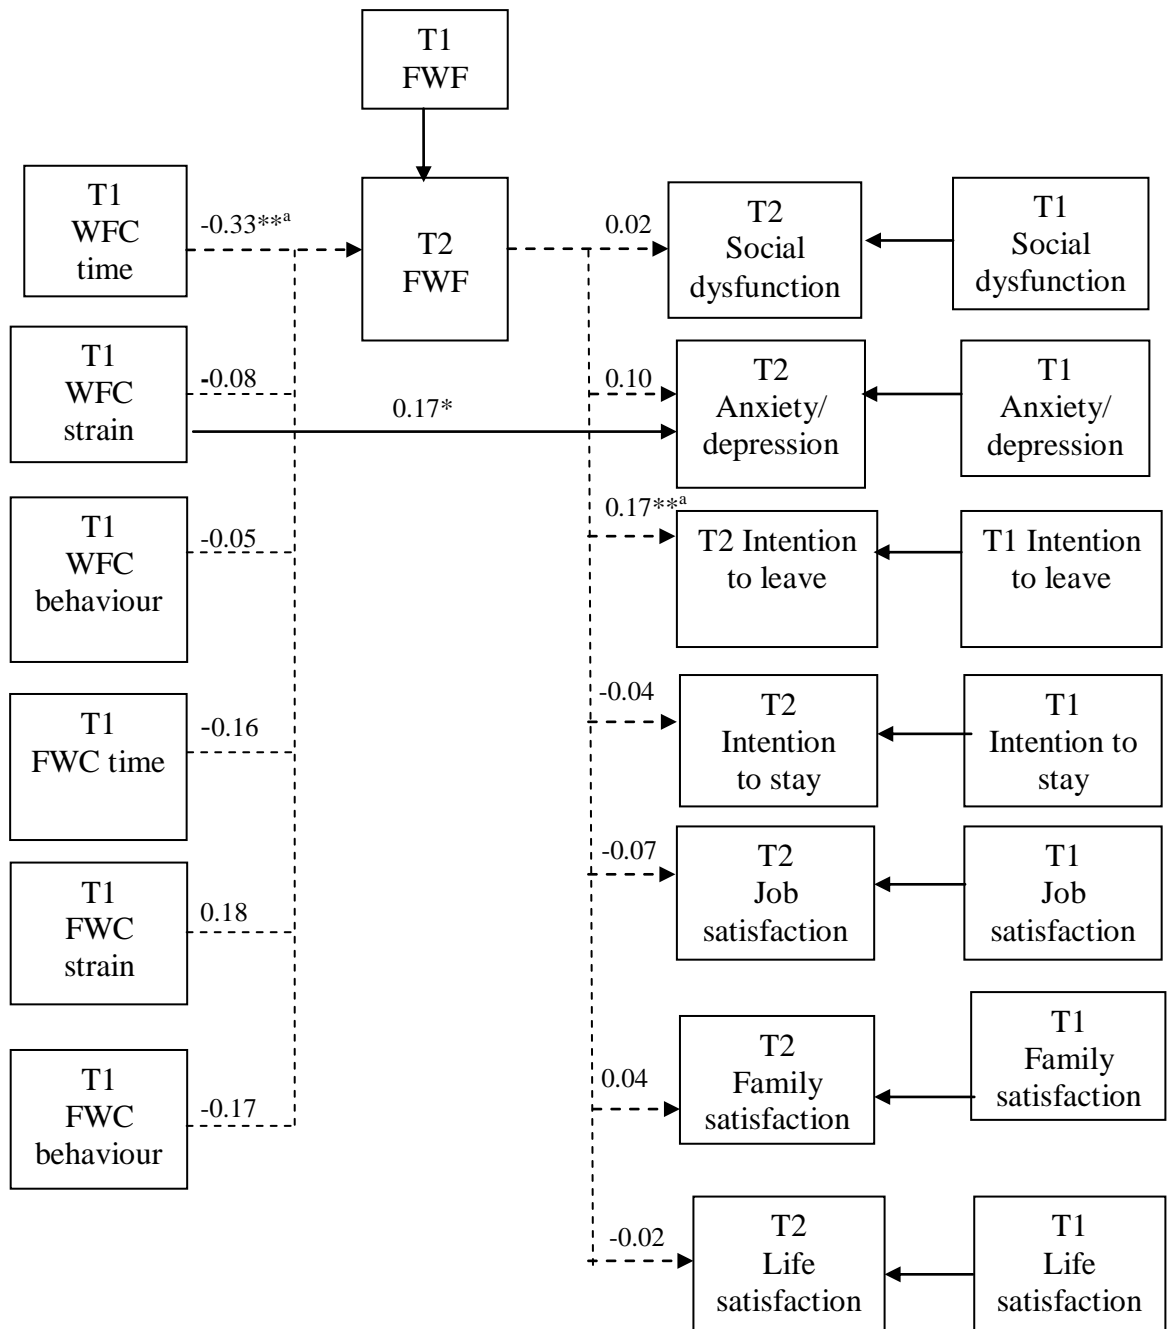 T1
FWF
T1
WFC
time
-0.33**a
T2
FWF
0.02
T2
Social
dysfunction
T1
Social
dysfunction
T1
WFC
strain
-0.08
0.17*
0.10
T2
Anxiety/
depression
T1
Anxiety/
depression
T1
WFC
behaviour
-0.05
0.17**a
T2 Intention
to leave
T1 Intention
to leave
T1
FWC time
-0.16
-0.04
T2
Intention
to stay
T1
Intention to
stay
T1
FWC
strain
0.18
-0.07
T2
Job
satisfaction
T1
Job
satisfaction
T1
FWC
behaviour
-0.17
0.04
T2
Family
satisfaction
T1
Family
satisfaction
-0.02
T2
Life
satisfaction
T1
Life
satisfaction